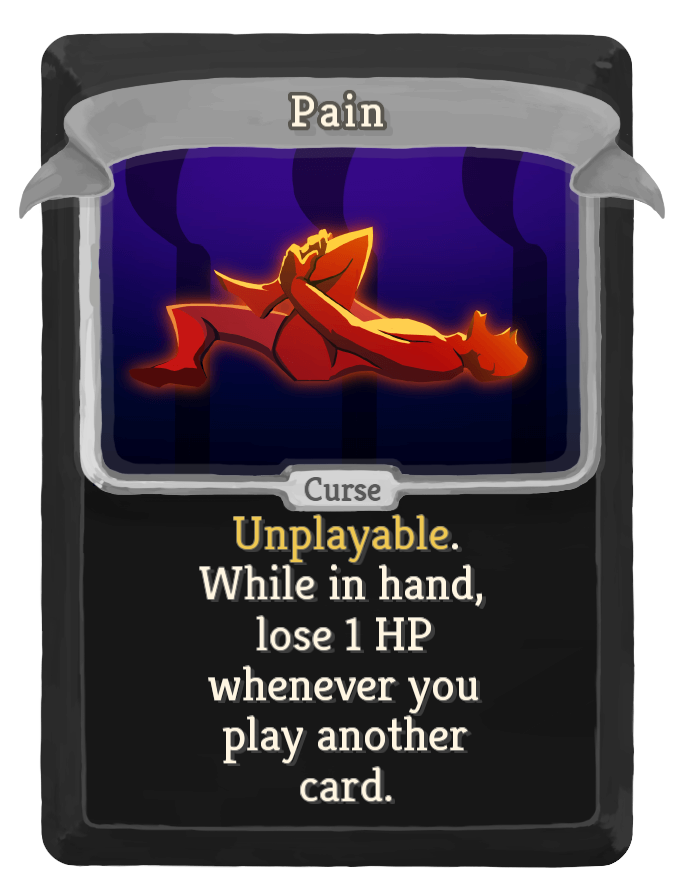 Pain
Curse
Unplayable.
While in hand,
lose 1 HP
whenever you
play another
card.